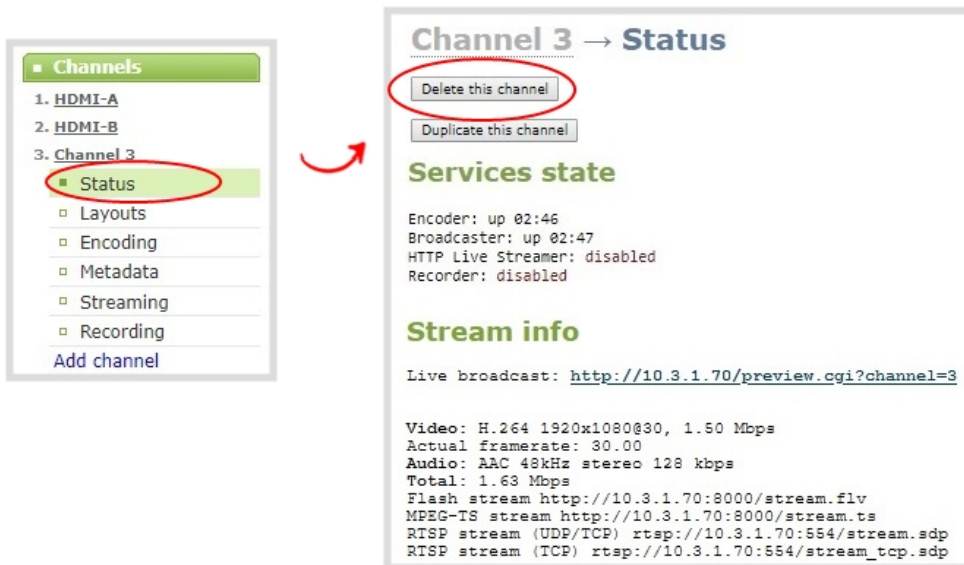 Channels
1. HDMI-A
2. HDMI-B
3. Channel 3
Status
Layouts
Encoding
Metadata
Streaming
Recording
Add channel
Channel 3 → Status
Delete this channel
Duplicate this channel
Services state
Encoder: up 02:46
Broadcaster: up 02:47
HTTP Live Streamer: disabled
Recorder: disabled
Stream info
Live broadcast: http://10.3.1.70/preview.cgi?channel=3
Video: H.264 1920x1080@30, 1.50 Mbps
Actual framerate: 30.00
Audio: AAC 48kHz stereo 128 kbps
Total: 1.63 Mbps
Flash stream http://10.3.1.70:8000/stream.flv
MPEG-TS stream http://10.3.1.70:8000/stream.ts
RTSP stream (UDP/TCP) rtsp://10.3.1.70:554/stream.sdp
RTSP stream (TCP) rtsp://10.3.1.70:554/stream_tcp.sdp